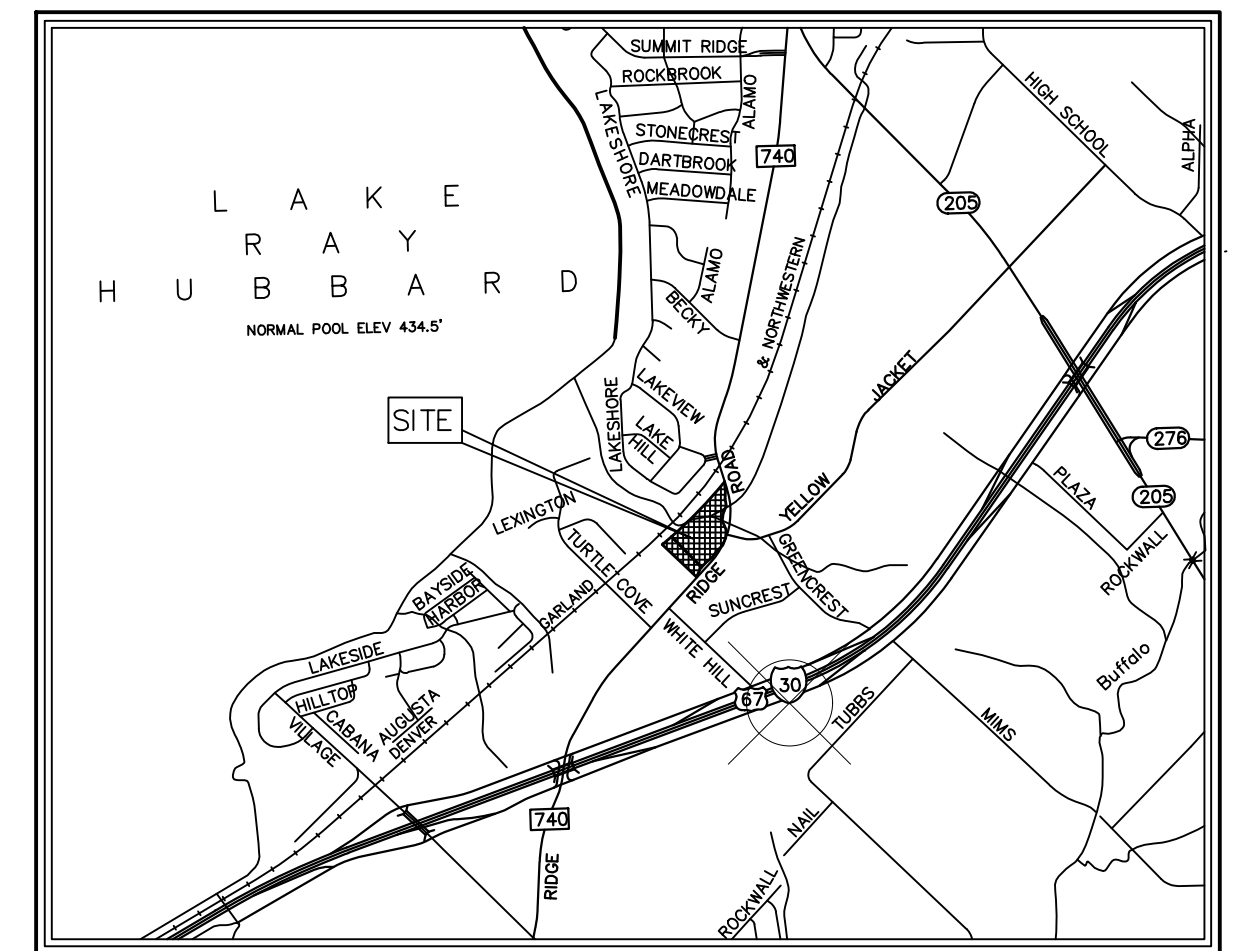 SUMMIT RIDGE
ROCKBROOK
ALAMO
LAKESHORE
STONECREST
DARTBROOK
MEADOWDALE
740
HIGH SCHOOL
ALPHA
205
L A K E
R A Y
H U B B A R D
NORMAL POOL ELEV 434.5'
ALAMO
BECKY
& NORTHWESTERN
JACKET
LAKESHORE
LAKEVIEW
LAKE
HILL
SITE
ROAD
YELLOW
276
205
PLAZA
ROCKWALL
LEXINGTON
TURTLE COVE
GREENCREST
RIDGE
SUNCREST
BAYSIDE
HARBOR
GARLAND
WHITE HILL
LAKESIDE
30
67
TUBBS
Buffalo
MIMS
HILLTOP
VILLAGE
CABANA
AUGUSTA
DENVER
740
RIDGE
NAIL
ROCKWALL